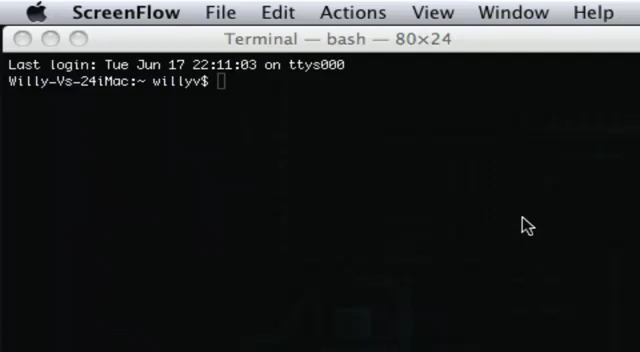 ScreenFlow File Edit Actions View Window Help
Terminal — bash — 80×24
Last login: Tue Jun 17 22:11:03 on ttys000
Willy-Vs-24iMac:~ willyv$